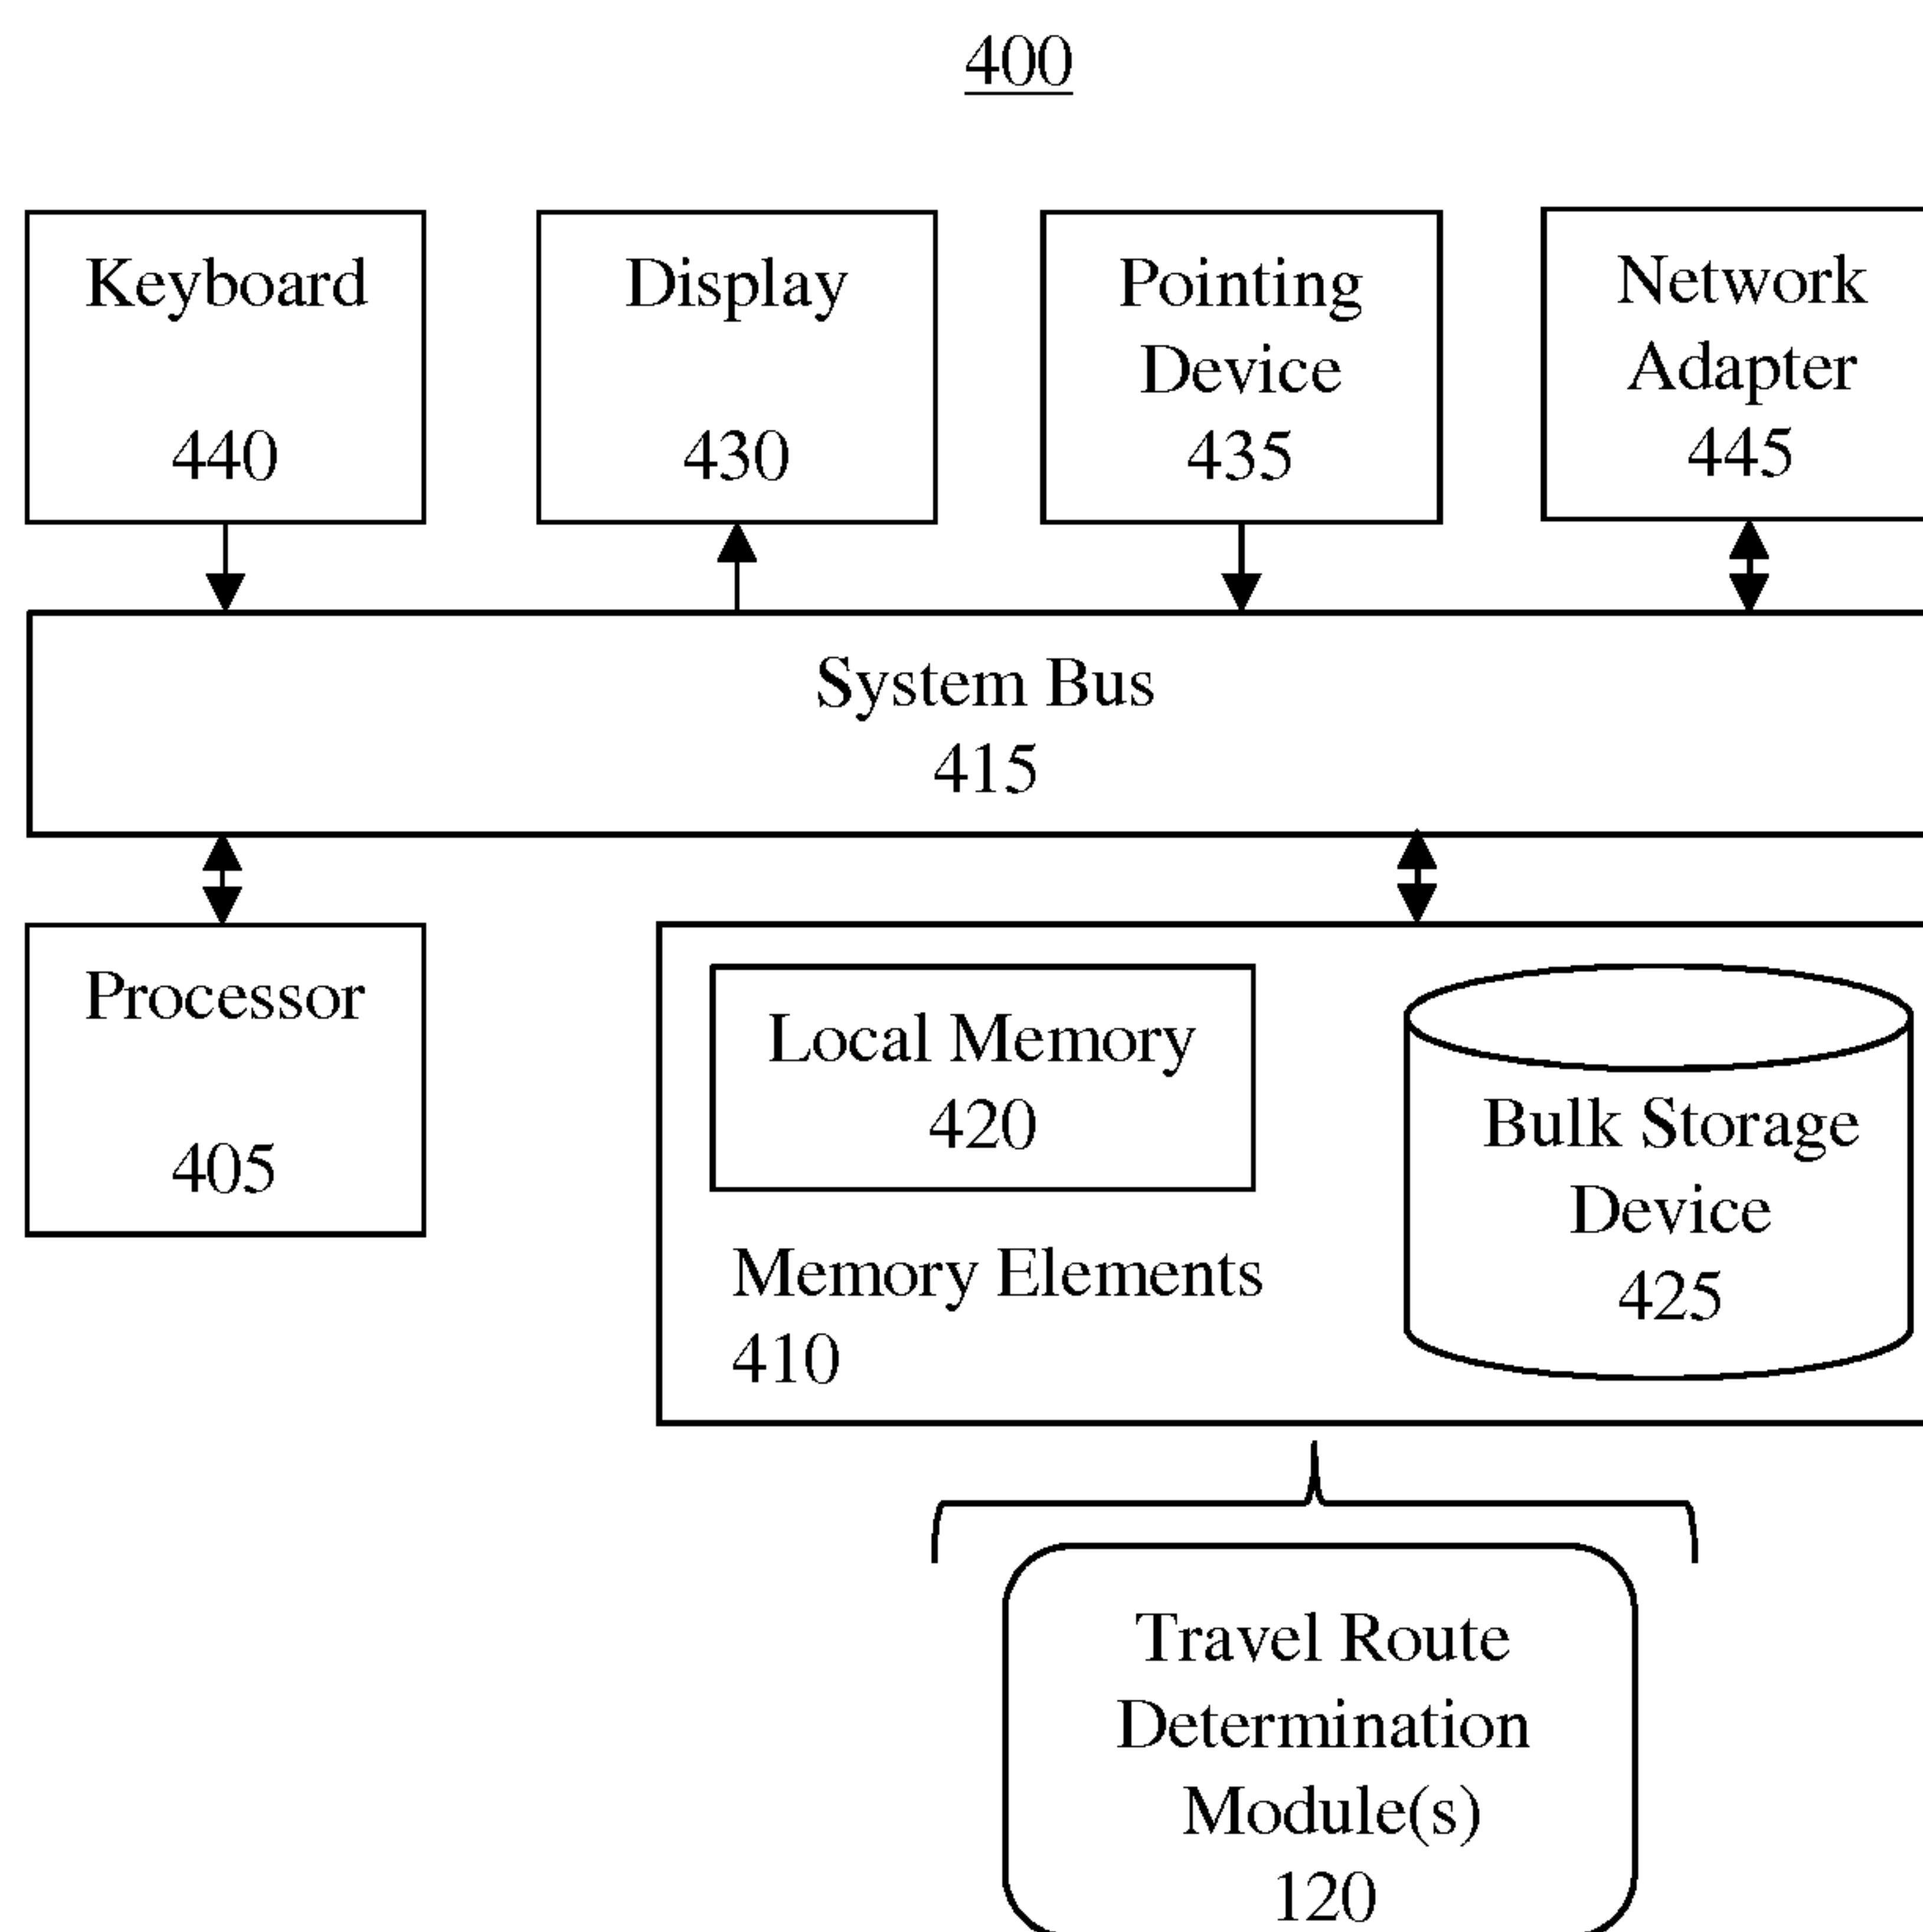 400
Keyboard
440
Display
430
Pointing
Device
435
Network
Adapter
445
System Bus
415
Processor
405
Local Memory
420
Memory Elements
410
Bulk Storage
Device
425
Travel Route
Determination
Module(s)
120